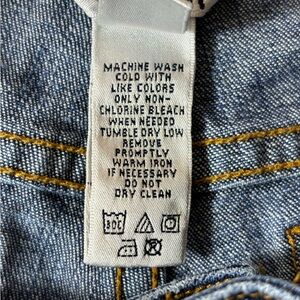 MACHINE WASH
COLD WITH
LIKE COLORS
ONLY NON-
CHLORINE BLEACH
WHEN NEEDED
TUMBLE DRY LOW
REMOVE
PROMPTLY
WARM IRON
IF NECESSARY
DO NOT
DRY CLEAN